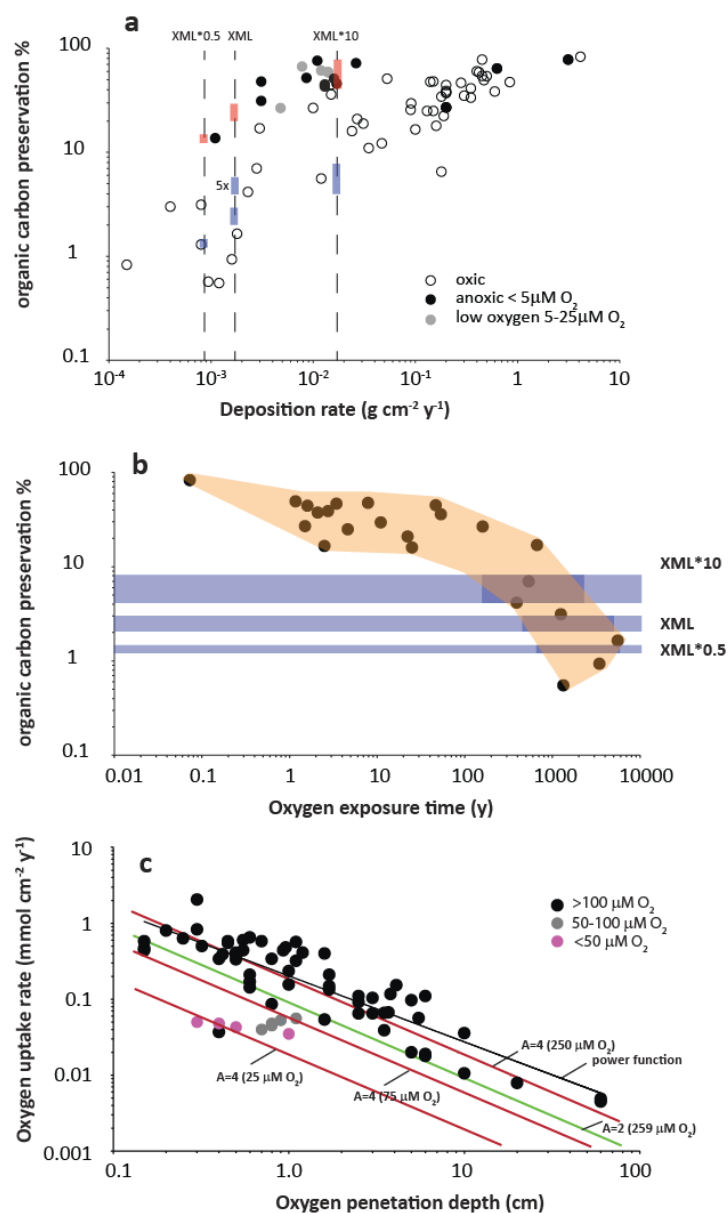 a
XML*0.5 XML XML*10
organic carbon preservation %
100
10
1
0.1
5x
oxic
anoxic < 5μM O₂
low oxygen 5-25μM O₂
10⁻⁴ 10⁻³ 10⁻² 10⁻¹ 1 10
Deposition rate (g cm⁻² y⁻¹)
b
organic carbon preservation %
100
10
1
0.1
XML*10
XML
XML*0.5
0.01 0.1 1 10 100 1000 10000
Oxygen exposure time (y)
c
Oxygen uptake rate (mmol cm⁻² y⁻¹)
10
1
0.1
0.01
0.001
>100 μM O₂
50-100 μM O₂
<50 μM O₂
A=4 (250 μM O₂)
power function
A=4 (25 μM O₂)
A=4 (75 μM O₂)
A=2 (259 μM O₂)
0.1 1.0 10 100
Oxygen penetation depth (cm)